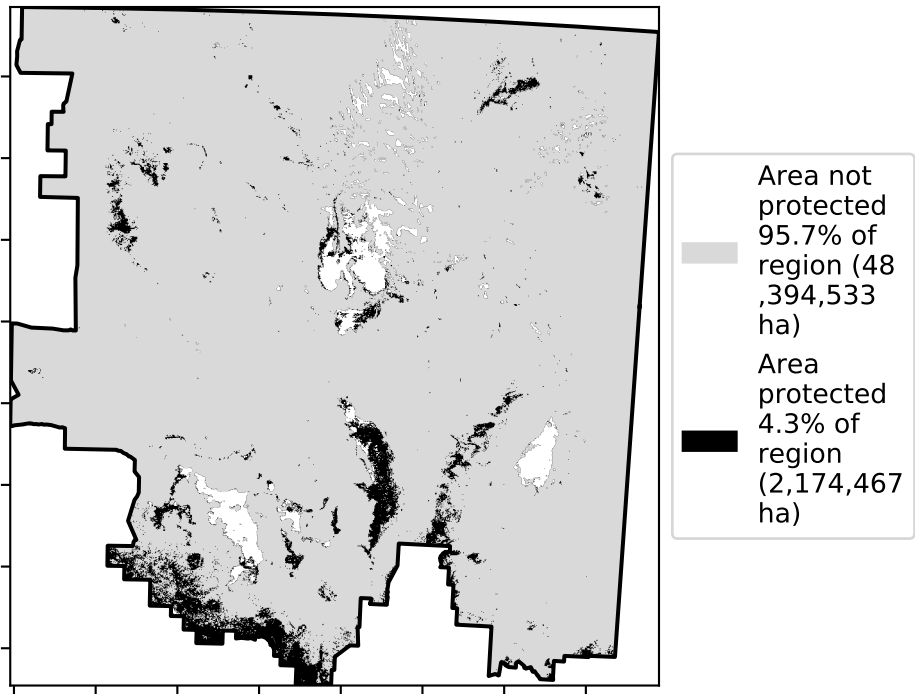 Area not
protected
95.7% of
region (48
,394,533
ha)
Area
protected
4.3% of
region
(2,174,467
ha)